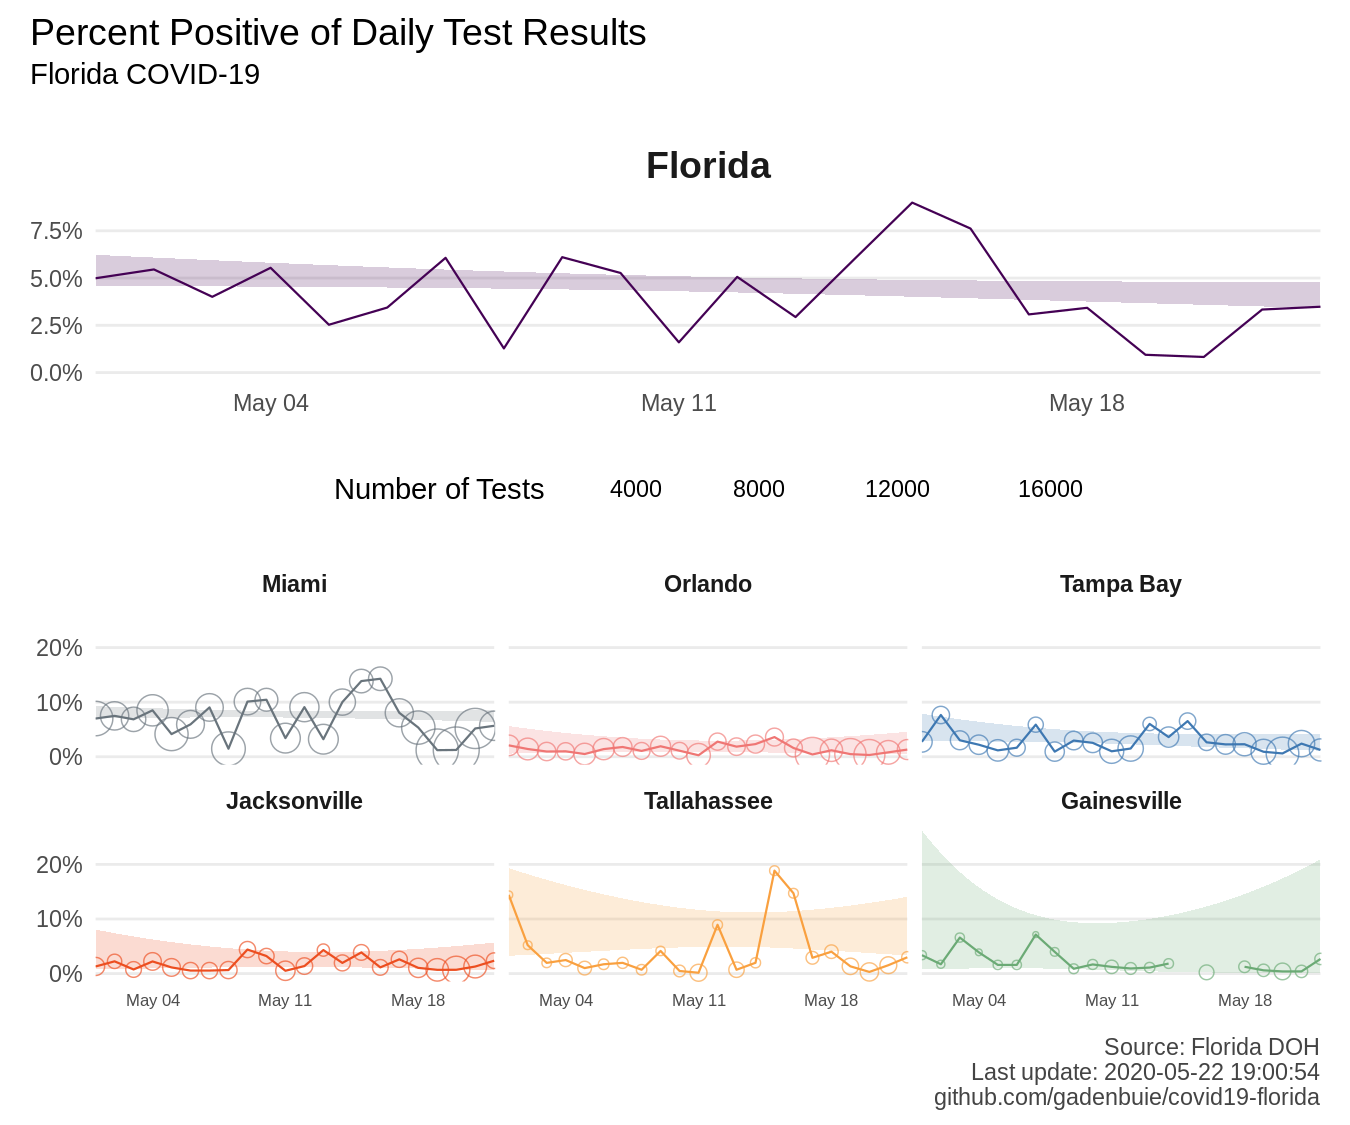 Percent Positive of Daily Test Results
Florida COVID-19
Florida
7.5%
5.0%
2.5%
0.0%
May 04 May 11 May 18
Number of Tests 4000 8000 12000 16000
Miami Orlando Tampa Bay
20%
10%
0%
Jacksonville Tallahassee Gainesville
20%
10%
0%
May 04 May 11 May 18 May 04 May 11 May 18 May 04 May 11 May 18
Source: Florida DOH
Last update: 2020-05-22 19:00:54
github.com/gadenbuie/covid19-florida